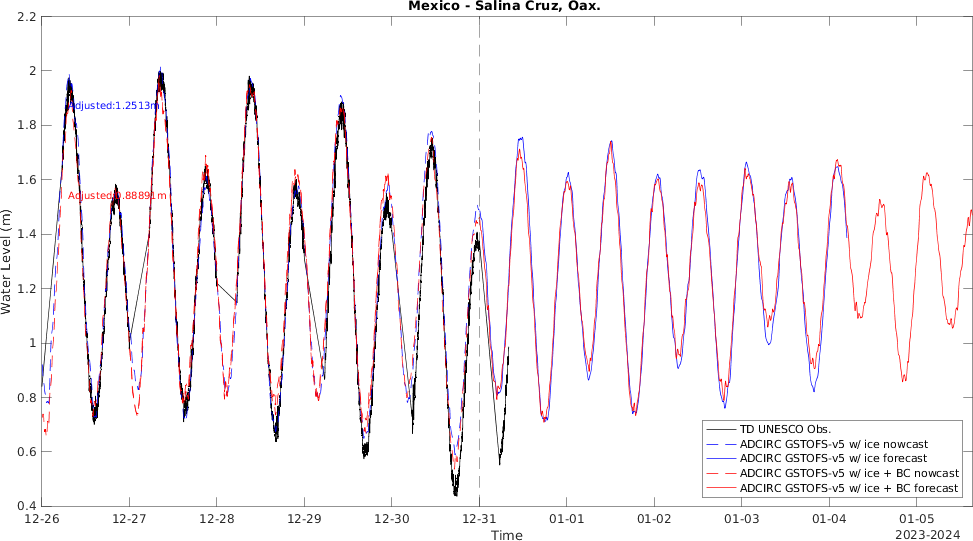 Mexico - Salina Cruz, Oax.
Water Level (m)
2.2
2
1.8
1.6
1.4
1.2
1
0.8
0.6
0.4
Adjusted:1.2513m
Adjusted:0.88891m
TD UNESCO Obs.
ADCIRC GSTOFS-v5 w/ ice nowcast
ADCIRC GSTOFS-v5 w/ ice forecast
ADCIRC GSTOFS-v5 w/ ice + BC nowcast
ADCIRC GSTOFS-v5 w/ ice + BC forecast
12-26 12-27 12-28 12-29 12-30 12-31 01-01 01-02 01-03 01-04 01-05
Time
2023-2024